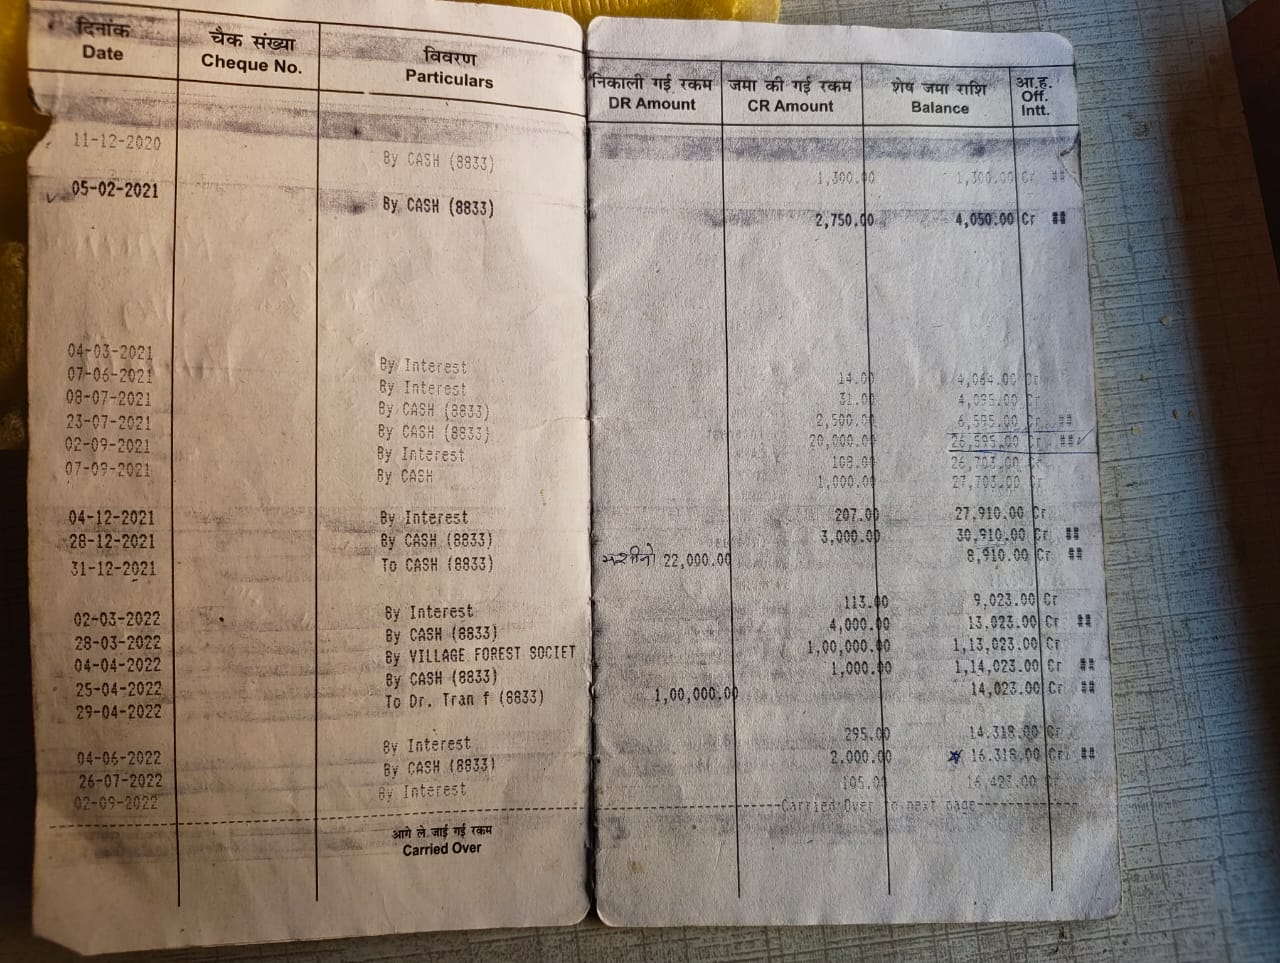 दिनांक चैक संख्या विवरण निकाली गई रकम जमा की गई रकम शेष जमा राशि आ.ह.
Date Cheque No. Particulars DR Amount CR Amount Balance Off. Intt.
11-12-2020 By CASH (8833) 1,300.00 1,300.00 Cr ##
05-02-2021 By CASH (8833) 2,750.00 4,050.00 Cr ##
04-03-2021 By Interest 14.00 4,064.00 Cr
07-06-2021 By Interest 31.00 4,095.00 Cr
08-07-2021 By CASH (8833) 2,500.00 6,595.00 Cr ##
23-07-2021 By CASH (8833) 20,000.00 26,595.00 Cr ##
02-09-2021 By Interest 108.00 26,703.00 Cr
07-09-2021 By CASH 1,000.00 27,703.00 Cr
04-12-2021 By Interest 207.00 27,910.00 Cr
28-12-2021 By CASH (8833) 3,000.00 30,910.00 Cr ##
31-12-2021 To CASH (8833) 22,000.00 8,910.00 Cr ##
02-03-2022 By Interest 113.00 9,023.00 Cr
28-03-2022 By CASH (8833) 4,000.00 13,023.00 Cr ##
04-04-2022 By VILLAGE FOREST SOCIET 1,00,000.00 1,13,023.00 Cr
25-04-2022 By CASH (8833) 1,000.00 1,14,023.00 Cr ##
29-04-2022 To Dr. Tran f (8833) 1,00,000.00 14,023.00 Cr ##
04-06-2022 By Interest 295.00 14,318.00 Cr
26-07-2022 By CASH (8833) 2,000.00 16,318.00 Cr ##
02-09-2022 By Interest 105.00 16,423.00 Cr
Carried Over to next page
आगे ले जाई गई रकम
Carried Over